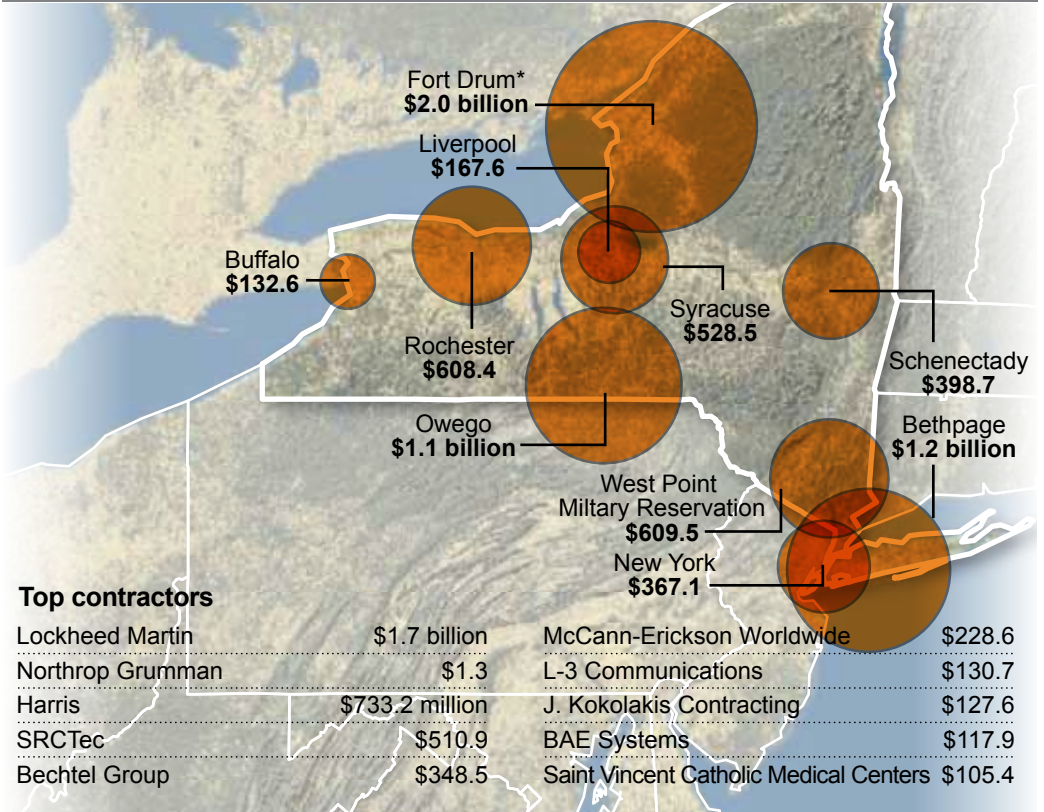 Fort Drum*
$2.0 billion
Liverpool
$167.6
Buffalo
$132.6
Rochester
$608.4
Syracuse
$528.5
Schenectady
$398.7
Owego
$1.1 billion
Bethpage
$1.2 billion
West Point
Miltary Reservation
$609.5
New York
$367.1
Top contractors
Lockheed Martin $1.7 billion
Northrop Grumman $1.3
Harris $733.2 million
SRCTec $510.9
Bechtel Group $348.5
McCann-Erickson Worldwide $228.6
L-3 Communications $130.7
J. Kokolakis Contracting $127.6
BAE Systems $117.9
Saint Vincent Catholic Medical Centers $105.4